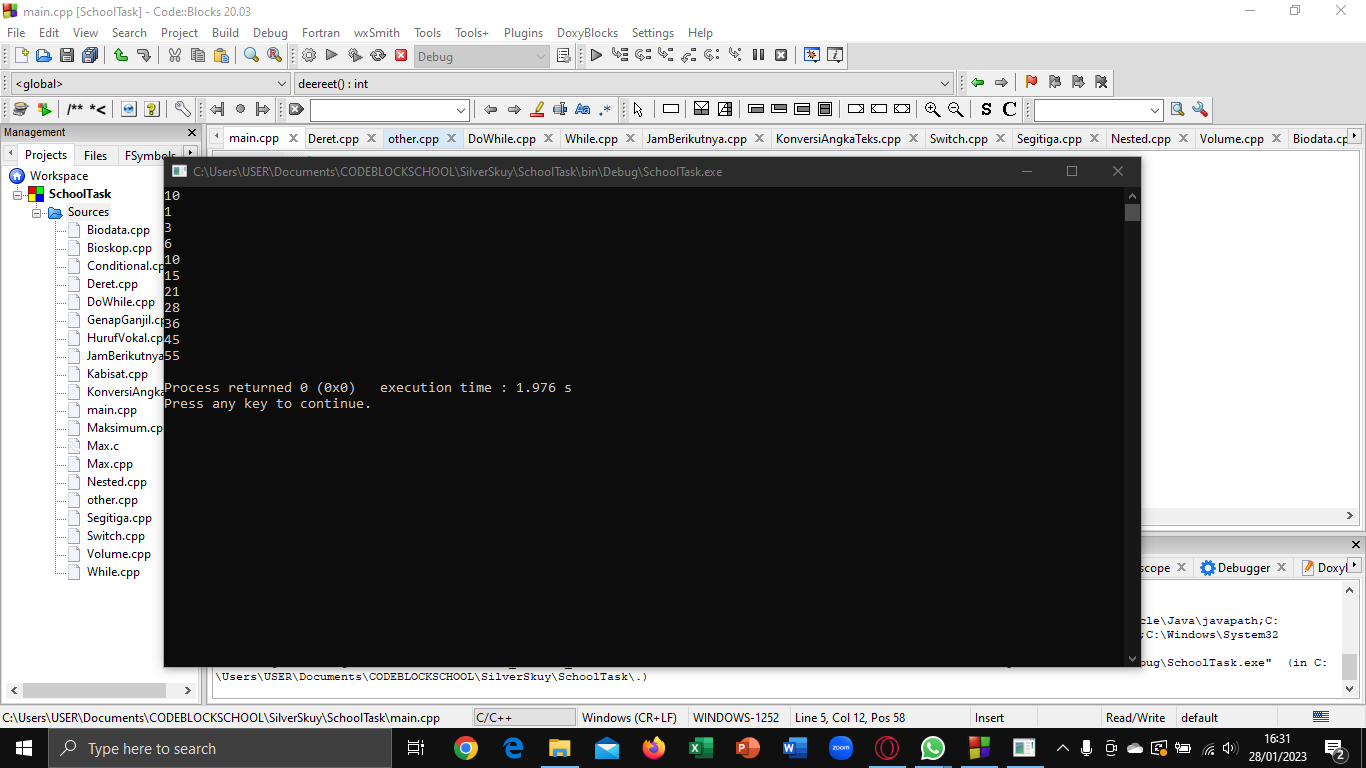 main.cpp [SchoolTask] - Code::Blocks 20.03
File Edit View Search Project Build Debug Fortran wxSmith Tools Tools+ Plugins DoxyBlocks Settings Help
Debug
<global>
deereet() : int
/** *<
Aa .*
S C
Management
main.cpp Deret.cpp other.cpp DoWhile.cpp While.cpp JamBerikutnya.cpp KonversiAngkaTeks.cpp Switch.cpp Segitiga.cpp Nested.cpp Volume.cpp Biodata.cp
Projects Files FSymbols
Workspace
SchoolTask
Sources
Biodata.cpp
Bioskop.cpp
Conditional.cp
Deret.cpp
DoWhile.cpp
GenapGanjil.cp
HurufVokal.cp
JamBerikutnya
Kabisat.cpp
KonversiAngka
main.cpp
Maksimum.cp
Max.c
Max.cpp
Nested.cpp
other.cpp
Segitiga.cpp
Switch.cpp
Volume.cpp
While.cpp
C:\Users\USER\Documents\CODEBLOCKSCHOOL\SilverSkuy\SchoolTask\bin\Debug\SchoolTask.exe
10
1
3
6
10
15
21
28
36
45
55
Process returned 0 (0x0)   execution time : 1.976 s
Press any key to continue.
scope Debugger Doxyl
cle\Java\javapath;C:
;C:\Windows\System32
bug\SchoolTask.exe"  (in C:
\Users\USER\Documents\CODEBLOCKSCHOOL\SilverSkuy\SchoolTask\.)
C:\Users\USER\Documents\CODEBLOCKSCHOOL\SilverSkuy\SchoolTask\main.cpp C/C++ Windows (CR+LF) WINDOWS-1252 Line 5, Col 12, Pos 58 Insert Read/Write default
Type here to search
zoom
16:31
28/01/2023
2